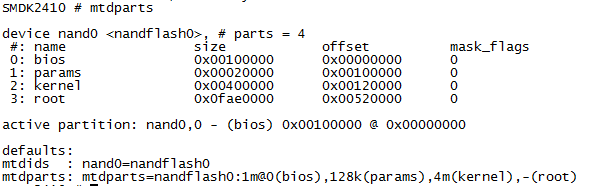 SMDK2410 # mtdparts
device nand0 <nandflash0>, # parts = 4
#: name size offset mask_flags
0: bios 0x00100000 0x00000000 0
1: params 0x00020000 0x00100000 0
2: kernel 0x00400000 0x00120000 0
3: root 0x0fae0000 0x00520000 0
active partition: nand0,0 - (bios) 0x00100000 @ 0x00000000
defaults:
mtdids : nand0=nandflash0
mtdparts: mtdparts=nandflash0:1m@0(bios),128k(params),4m(kernel),-(root)